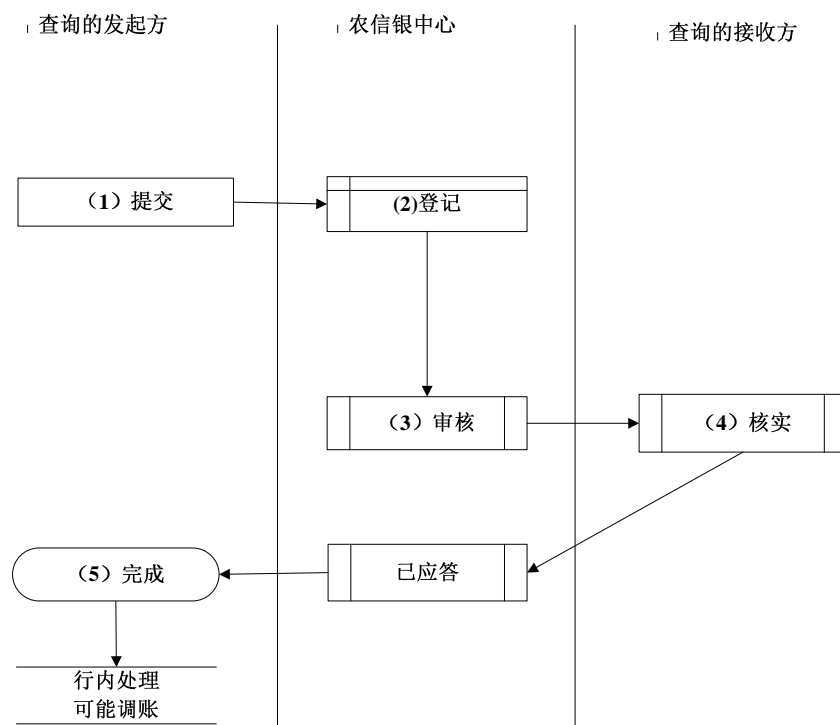 查询的发起方
农信银中心
查询的接收方
（1）提交
(2)登记
（3）审核
（4）核实
已应答
（5）完成
行内处理
可能调账